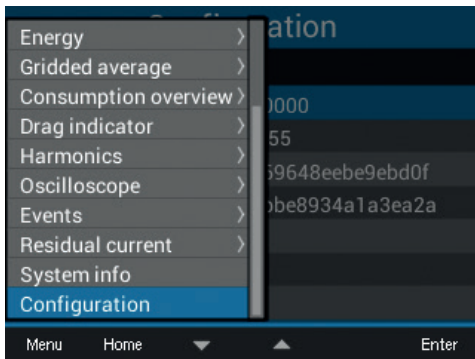 ation
Energy
Gridded average
Consumption overview
Drag indicator
Harmonics
Oscilloscope
Events
Residual current
System info
Configuration
0000
55
59648eebe9ebd0f
bbe8934a1a3ea2a
Menu Home Enter